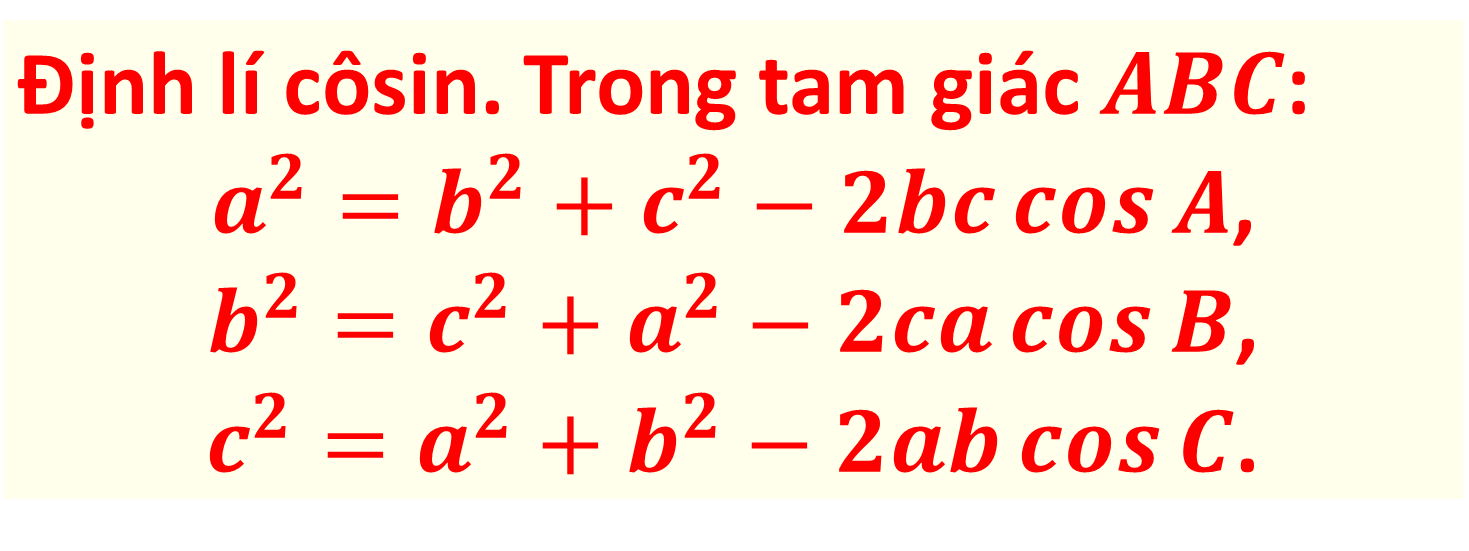 Định lí côsin. Trong tam giác ABC:
a² = b² + c² − 2bc cos A,
b² = c² + a² − 2ca cos B,
c² = a² + b² − 2ab cos C.